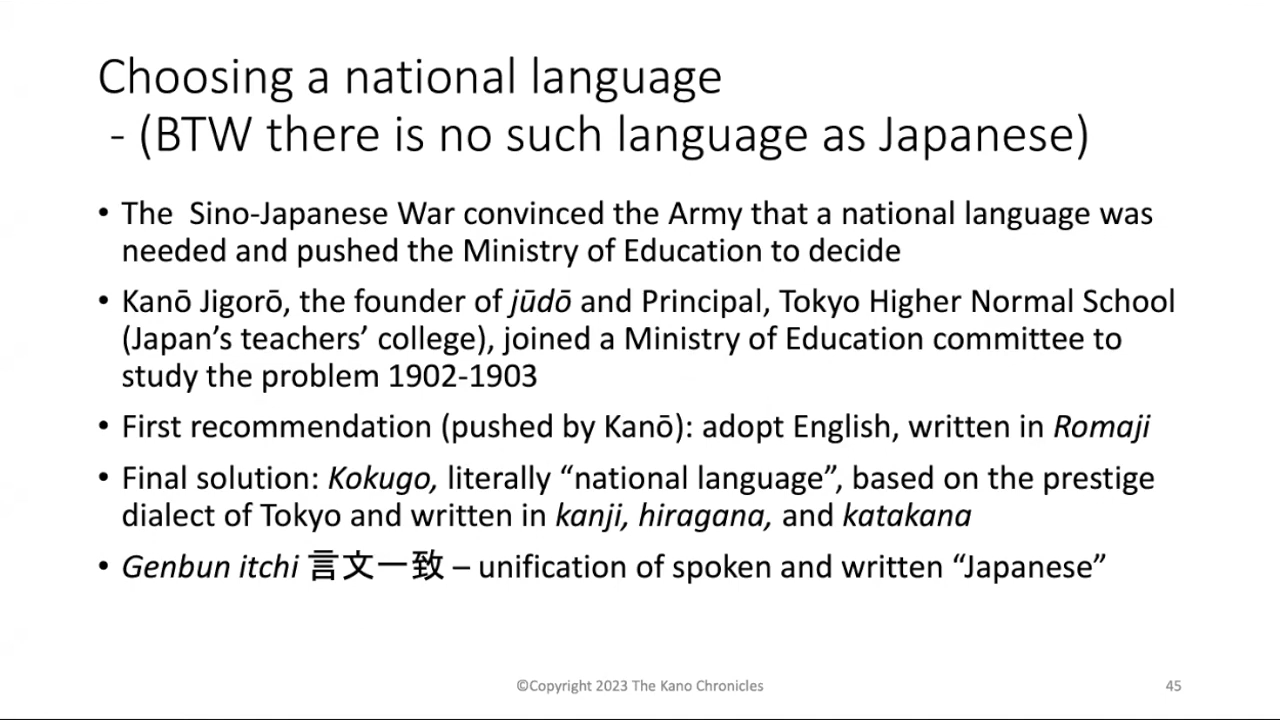 Choosing a national language
- (BTW there is no such language as Japanese)
• The  Sino-Japanese War convinced the Army that a national language was
needed and pushed the Ministry of Education to decide
• Kanō Jigorō, the founder of jūdō and Principal, Tokyo Higher Normal School
(Japan’s teachers’ college), joined a Ministry of Education committee to
study the problem 1902-1903
• First recommendation (pushed by Kanō): adopt English, written in Romaji
• Final solution: Kokugo, literally “national language”, based on the prestige
dialect of Tokyo and written in kanji, hiragana, and katakana
• Genbun itchi 言文一致 – unification of spoken and written “Japanese”
©Copyright 2023 The Kano Chronicles
45